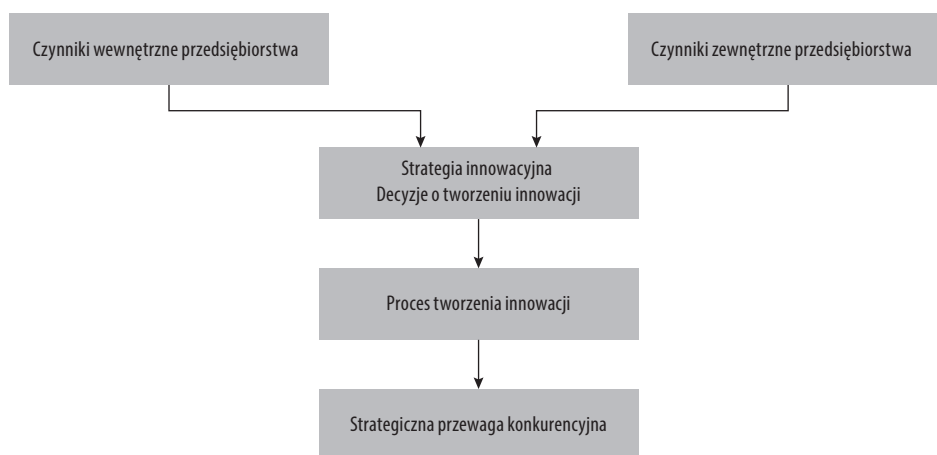 Czynniki wewnętrzne przedsiębiorstwa
Czynniki zewnętrzne przedsiębiorstwa
Strategia innowacyjna
Decyzje o tworzeniu innowacji
Proces tworzenia innowacji
Strategiczna przewaga konkurencyjna